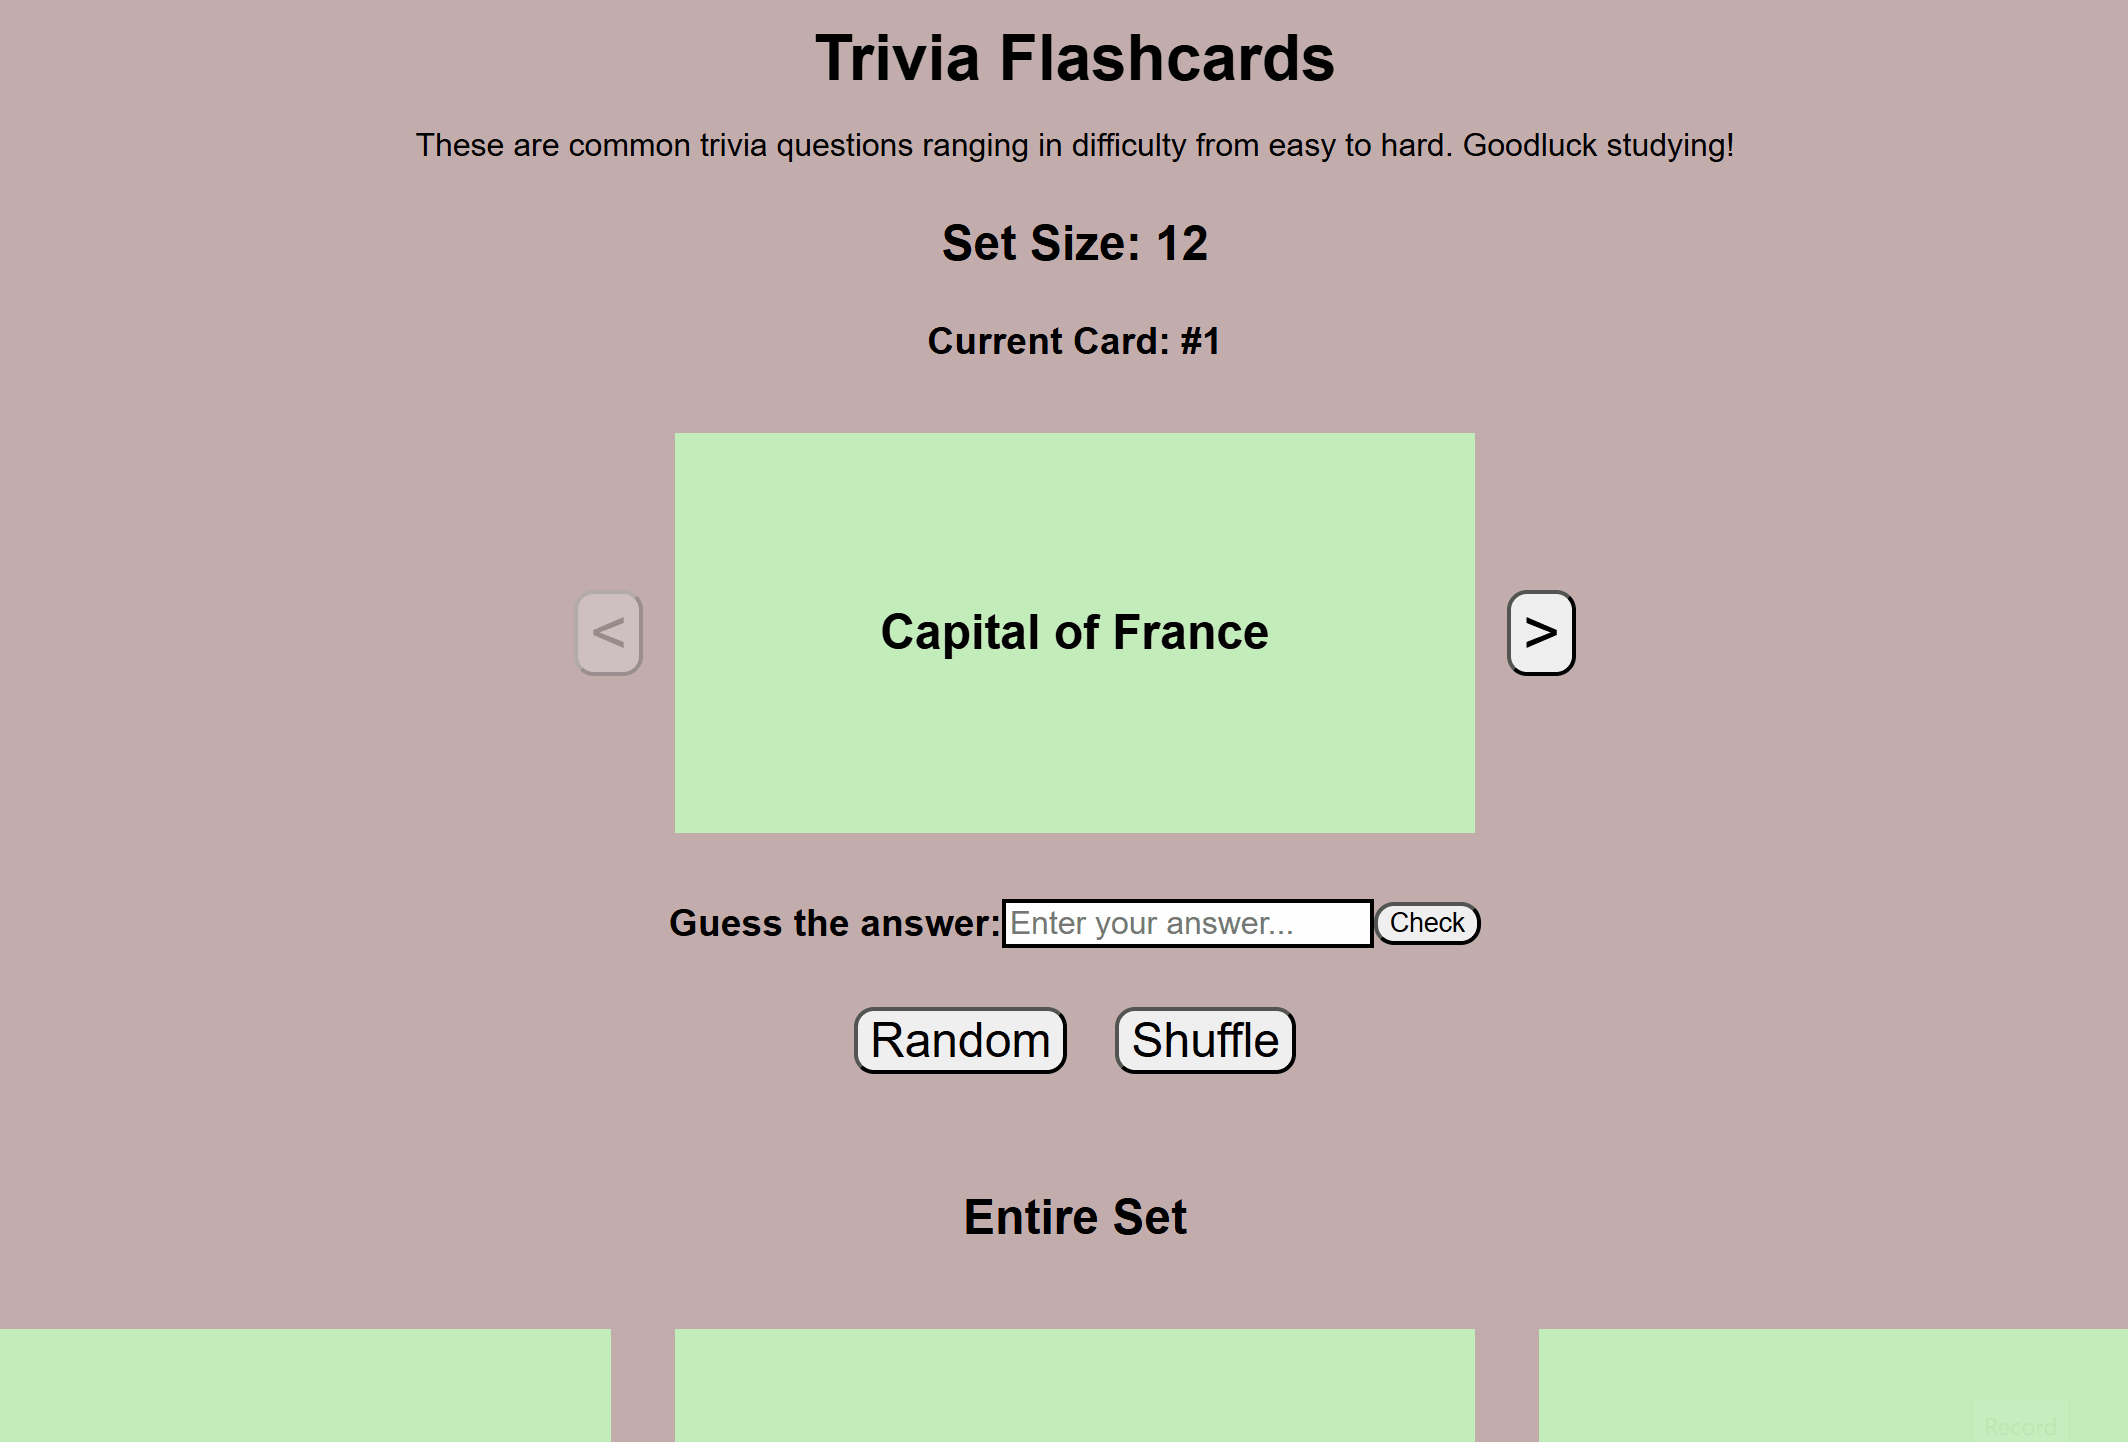 Trivia Flashcards
These are common trivia questions ranging in difficulty from easy to hard. Goodluck studying!
Set Size: 12
Current Card: #1
<
Capital of France
>
Guess the answer: Enter your answer... Check
Random Shuffle
Entire Set
Record